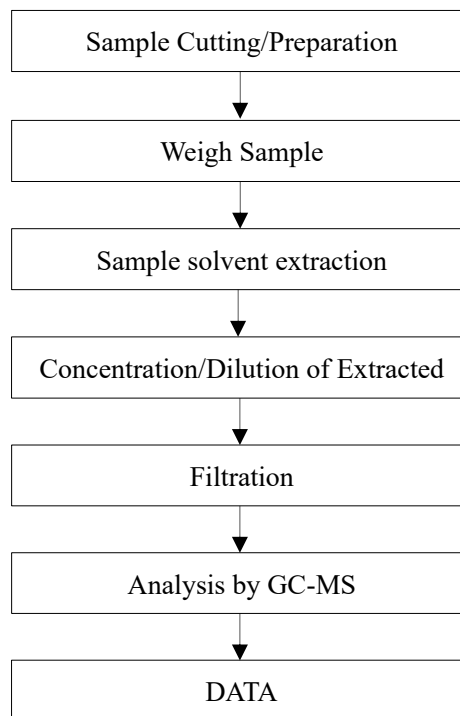 Sample Cutting/Preparation
Weigh Sample
Sample solvent extraction
Concentration/Dilution of Extracted
Filtration
Analysis by GC-MS
DATA